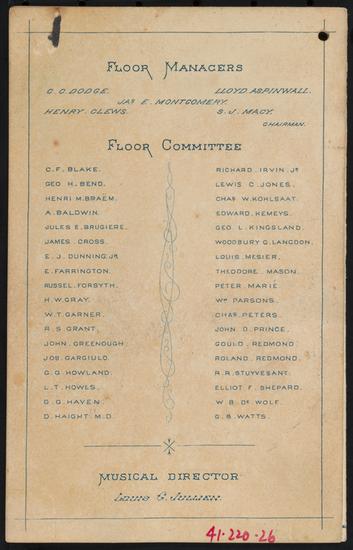 FLOOR MANAGERS
C. C. DODGE. LLOYD ASPINWALL.
JAS E. MONTGOMERY.
HENRY CLEWS. S. J. MACY.
CHAIRMAN.
FLOOR COMMITTEE
C. F. BLAKE. RICHARD IRVIN, JR
GEO H. BEND. LEWIS C. JONES.
HENRI M. BRAEM. CHAS W. KOHLSAAT.
A. BALDWIN. EDWARD KEMEYS.
JULES E. BRUGIERE. GEO L. KINGSLAND.
JAMES CROSS. WOODBURY G. LANGDON.
E. J. DUNNING JR. LOUIS MESIER.
E. FARRINGTON. THEODORE MASON.
RUSSEL FORSYTH. PETER MARIE
H. W. GRAY. WM PARSONS.
W. T. GARNER. CHAS PETERS.
R. S. GRANT. JOHN D. PRINCE.
JOHN GREENOUGH. GOULD REDMOND.
JOS. GARGIULO. ROLAND REDMOND.
G. G. HOWLAND. R. R. STUYVESANT.
L. T. HOWES. ELLIOT F. SHEPARD.
G. G. HAVEN. W. B. DE WOLF.
D. HAIGHT M.D. G. B. WATTS.
MUSICAL DIRECTOR
LOUIS G. JULLIEN.
41-220-26